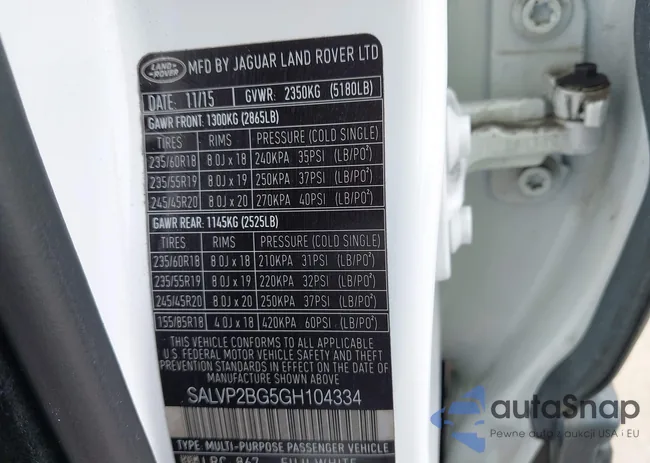 LAND ROVER MFD BY JAGUAR LAND ROVER LTD
DATE: 11/15 GVWR: 2350KG (5180LB)
GAWR FRONT: 1300KG (2865LB)
TIRES RIMS PRESSURE (COLD SINGLE)
235/60R18 8.0J x 18 240KPA 35PSI (LB/PO²)
235/55R19 8.0J x 19 250KPA 37PSI (LB/PO²)
245/45R20 8.0J x 20 270KPA 40PSI (LB/PO²)
GAWR REAR: 1145KG (2525LB)
TIRES RIMS PRESSURE (COLD SINGLE)
235/60R18 8.0J x 18 210KPA 31PSI (LB/PO²)
235/55R19 8.0J x 19 220KPA 32PSI (LB/PO²)
245/45R20 8.0J x 20 250KPA 37PSI (LB/PO²)
155/85R18 4.0J x 18 420KPA 60PSI (LB/PO²)
THIS VEHICLE CONFORMS TO ALL APPLICABLE
U.S. FEDERAL MOTOR VEHICLE SAFETY AND THEFT
PREVENTION STANDARDS IN EFFECT ON THE DATE
OF MANUFACTURE SHOWN ABOVE.
SALVP2BG5GH104334
TYPE: MULTI-PURPOSE PASSENGER VEHICLE
LRC 867 FUJI WHITE
autoSnap
Pewne auta z aukcji USA i EU